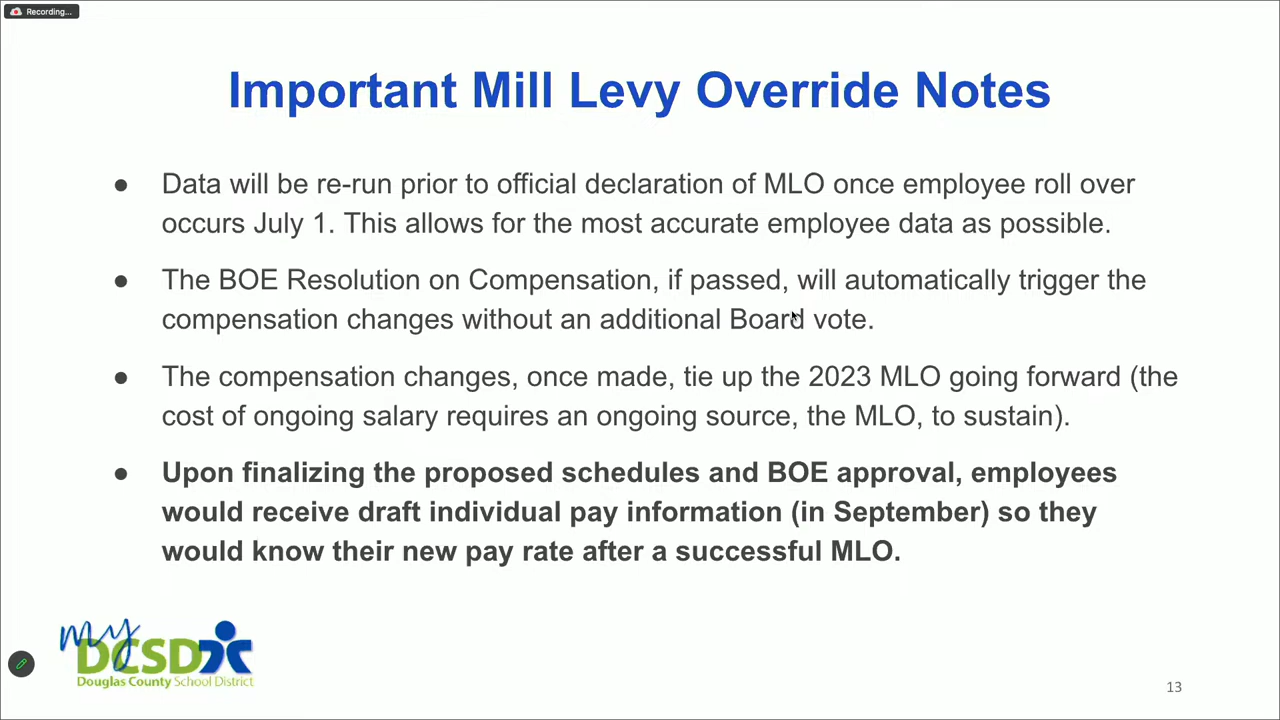 Recording...
Important Mill Levy Override Notes
● Data will be re-run prior to official declaration of MLO once employee roll over
occurs July 1. This allows for the most accurate employee data as possible.
● The BOE Resolution on Compensation, if passed, will automatically trigger the
compensation changes without an additional Board vote.
● The compensation changes, once made, tie up the 2023 MLO going forward (the
cost of ongoing salary requires an ongoing source, the MLO, to sustain).
● Upon finalizing the proposed schedules and BOE approval, employees
would receive draft individual pay information (in September) so they
would know their new pay rate after a successful MLO.
my
DCSD
Douglas County School District
13